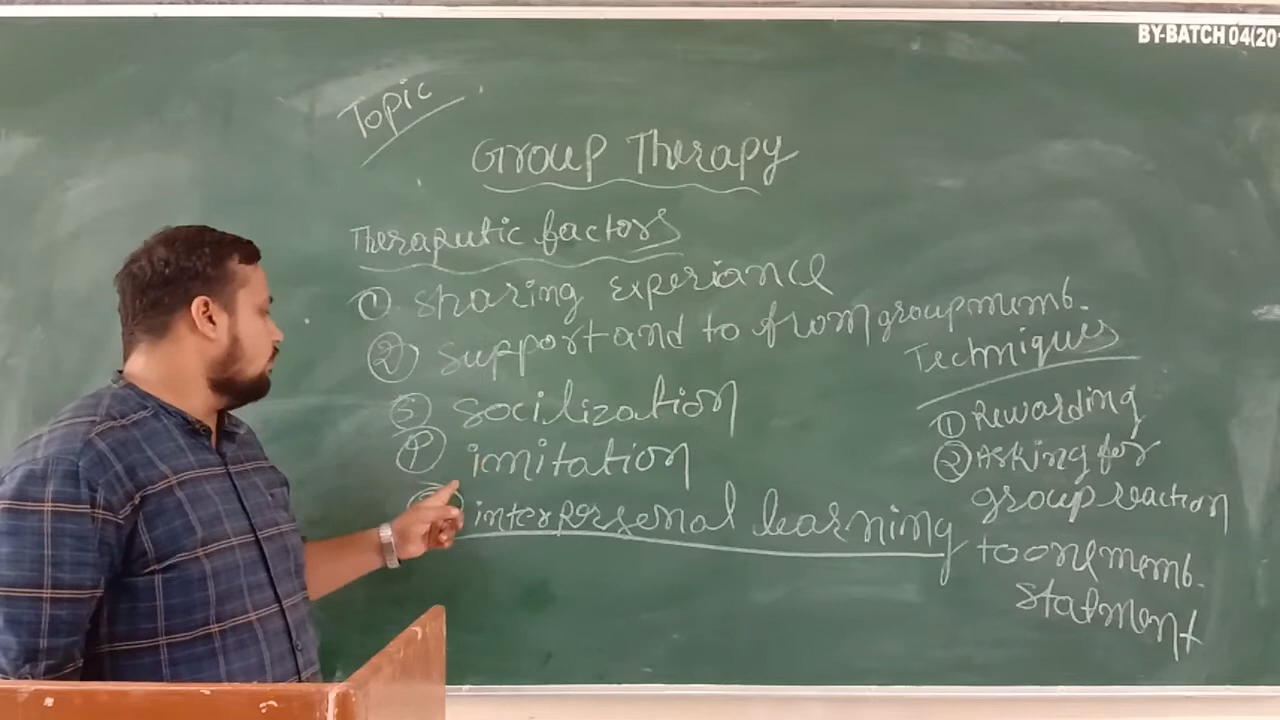 BY-BATCH 04(20
Topic
Group Therapy
Theraputic factors
① Sharing Experiance
② Support and to from group memb.
③ Socilization
④ imitation
interpersenal learning
Techniques
① Rewarding
② Asking for
group reaction
to one memb.
Statment